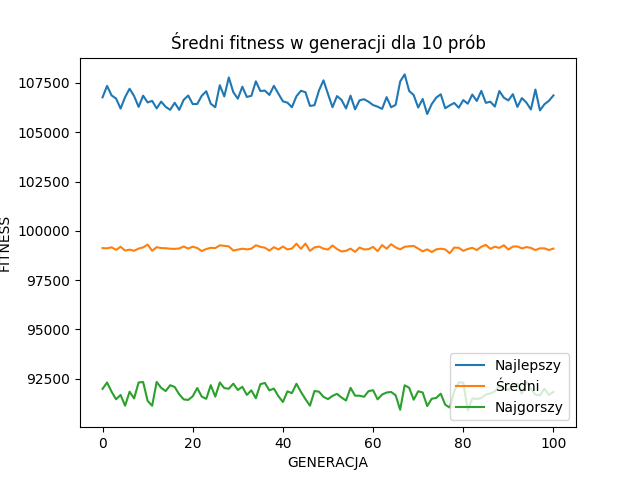 Średni fitness w generacji dla 10 prób
107500
105000
102500
100000
97500
95000
92500
FITNESS
0
20
40
60
80
100
GENERACJA
Najlepszy
Średni
Najgorszy